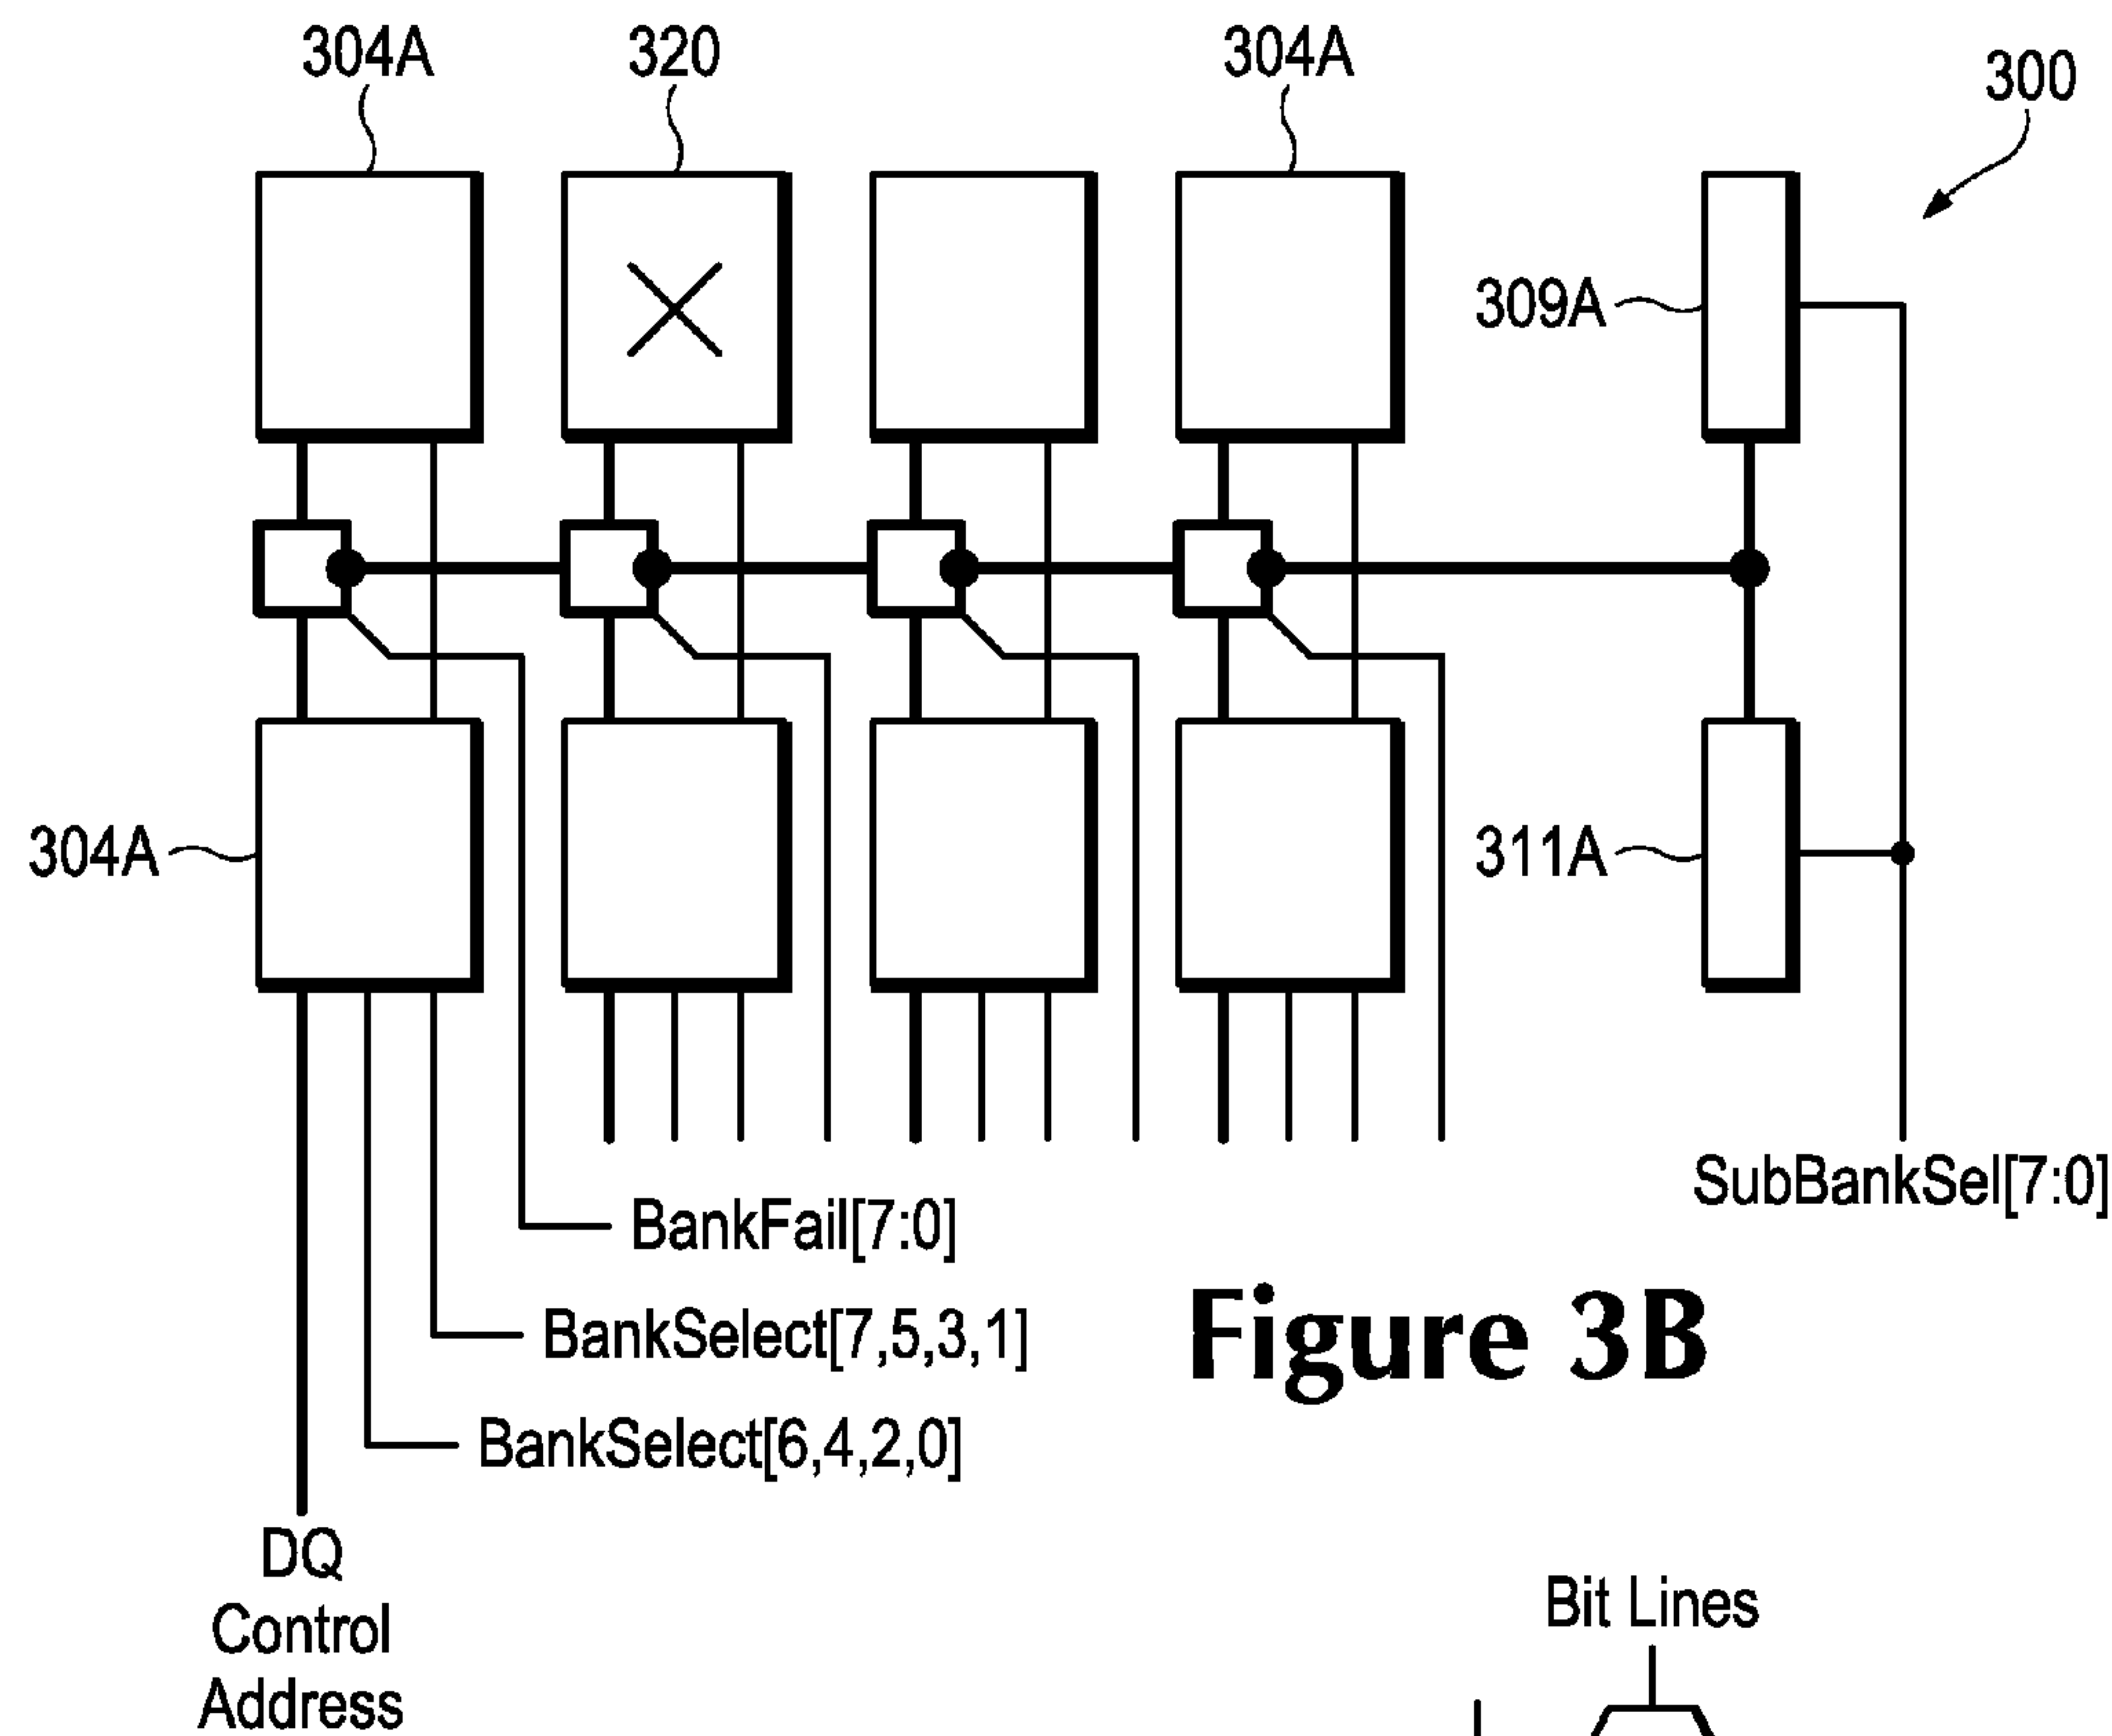 304A
320
304A
300
309A
304A
311A
SubBankSel[7:0]
BankFail[7:0]
BankSelect[7,5,3,1]
Figure 3B
BankSelect[6,4,2,0]
DQ
Control
Address
Bit Lines